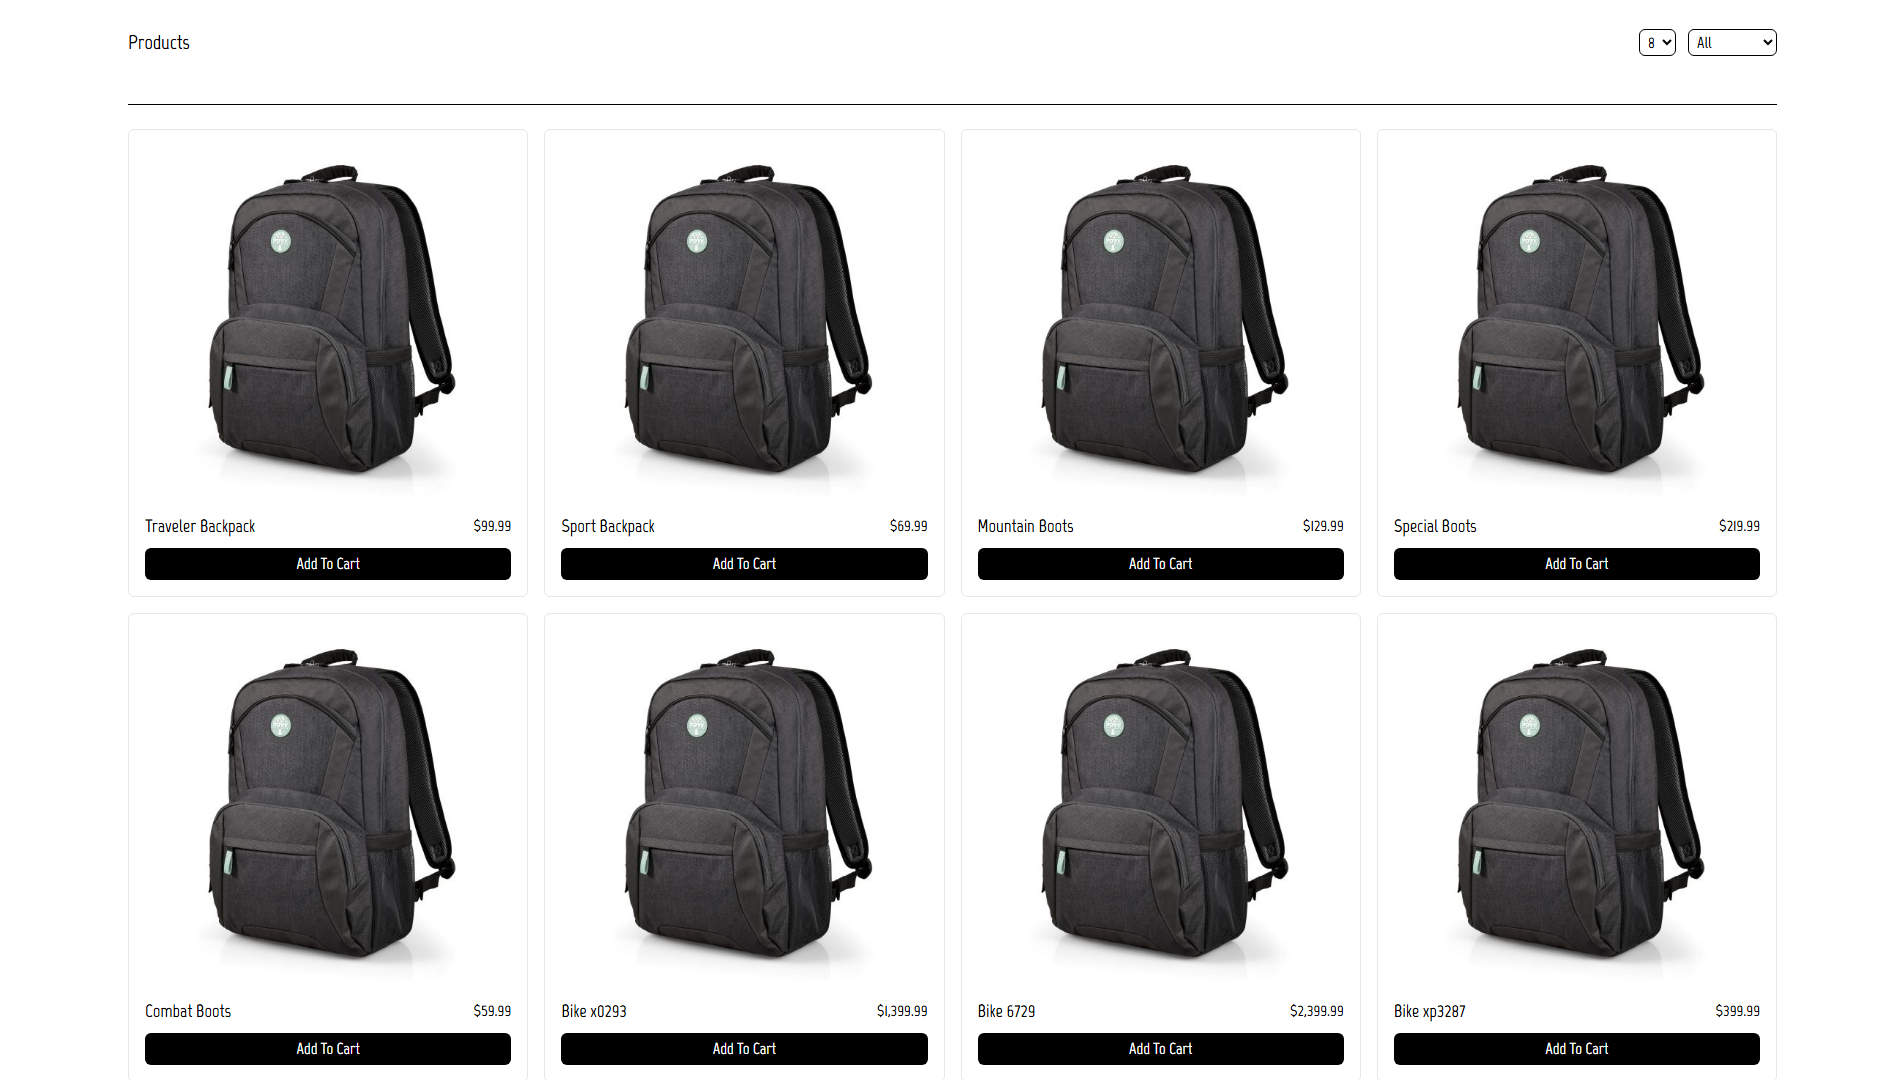 Products
8
All
Traveler Backpack $99.99
Add To Cart
Sport Backpack $69.99
Add To Cart
Mountain Boots $129.99
Add To Cart
Special Boots $219.99
Add To Cart
Combat Boots $59.99
Add To Cart
Bike x0293 $1,399.99
Add To Cart
Bike 6729 $2,399.99
Add To Cart
Bike xp3287 $399.99
Add To Cart